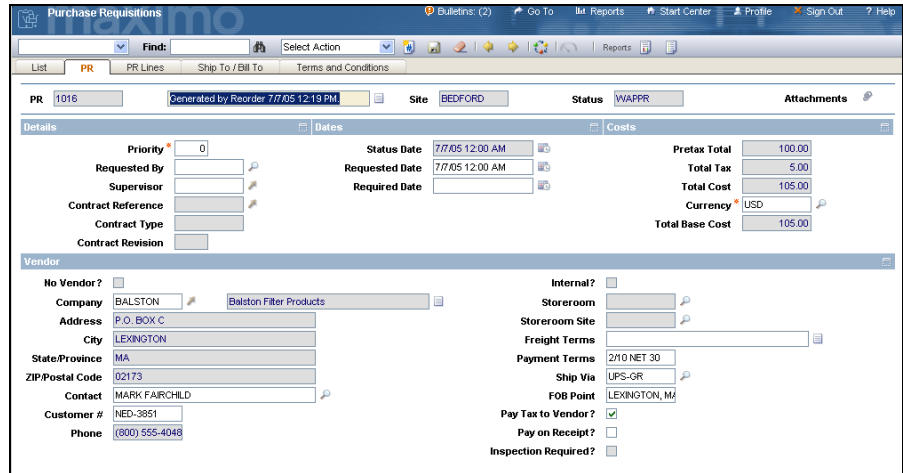 Purchase Requisitions
maximo
Bulletins: (2) Go To Reports Start Center Profile Sign Out ? Help
Find: Select Action Reports
List PR PR Lines Ship To / Bill To Terms and Conditions
PR 1016 Generated by Reorder 7/7/05 12:19 PM. Site BEDFORD Status WAPPR Attachments
Details Dates Costs
Priority * 0 Status Date 7/7/05 12:00 AM Pretax Total 100.00
Requested By Requested Date 7/7/05 12:00 AM Total Tax 5.00
Supervisor Required Date Total Cost 105.00
Contract Reference Currency * USD
Contract Type Total Base Cost 105.00
Contract Revision
Vendor
No Vendor? Internal?
Company BALSTON Balston Filter Products Storeroom
Address P.O. BOX C Storeroom Site
City LEXINGTON Freight Terms
State/Province MA Payment Terms 2/10 NET 30
ZIP/Postal Code 02173 Ship Via UPS-GR
Contact MARK FAIRCHILD FOB Point LEXINGTON, MA
Customer # NED-3851 Pay Tax to Vendor?
Phone (800) 555-4048 Pay on Receipt?
Inspection Required?